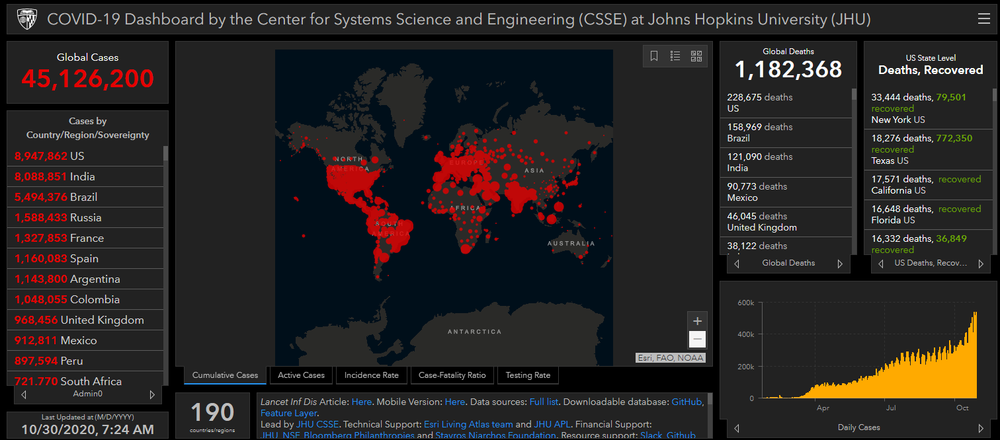 COVID-19 Dashboard by the Center for Systems Science and Engineering (CSSE) at Johns Hopkins University (JHU)
Global Cases
45,126,200
Cases by
Country/Region/Sovereignty
8,947,862 US
8,088,851 India
5,494,376 Brazil
1,588,433 Russia
1,327,853 France
1,160,083 Spain
1,143,800 Argentina
1,048,055 Colombia
968,456 United Kingdom
912,811 Mexico
897,594 Peru
721,770 South Africa
Admin0
Last Updated at (M/D/YYYY)
10/30/2020, 7:24 AM
NORTH
AMERICA
EUROPE
ASIA
AFRICA
SOUTH
AMERICA
AUSTRALIA
ANTARCTICA
+
−
Esri, FAO, NOAA
Cumulative Cases
Active Cases
Incidence Rate
Case-Fatality Ratio
Testing Rate
190
countries/regions
Lancet Inf Dis Article: Here. Mobile Version: Here. Data sources: Full list. Downloadable database: GitHub,
Feature Layer.
Lead by JHU CSSE. Technical Support: Esri Living Atlas team and JHU APL. Financial Support:
JHU, NSF, Bloomberg Philanthropies and Stavros Niarchos Foundation. Resource support: Slack, Github
Global Deaths
1,182,368
228,675 deaths
US
158,969 deaths
Brazil
121,090 deaths
India
90,773 deaths
Mexico
46,045 deaths
United Kingdom
38,122 deaths
Global Deaths
US State Level
Deaths, Recovered
33,444 deaths, 79,501
recovered
New York US
18,276 deaths, 772,350
recovered
Texas US
17,571 deaths, recovered
California US
16,648 deaths, recovered
Florida US
16,332 deaths, 36,849
recovered
US Deaths, Recov...
600k
400k
200k
0
Apr
Jul
Oct
Daily Cases